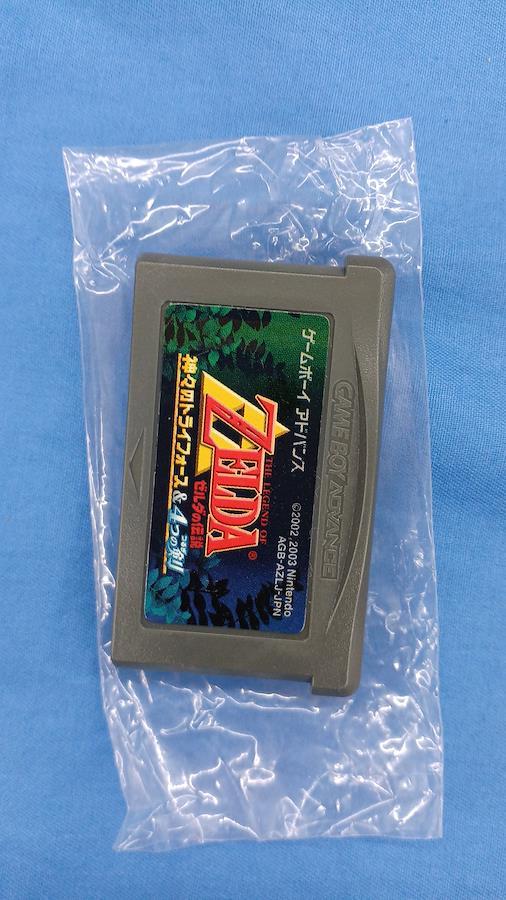 GAME BOY ADVANCE
ゲームボーイ アドバンス
THE LEGEND OF
ZELDA®
ゼルダの伝説
神々のトライフォース&4つの剣
©2002,2003 Nintendo
AGB-AZLJ-JPN